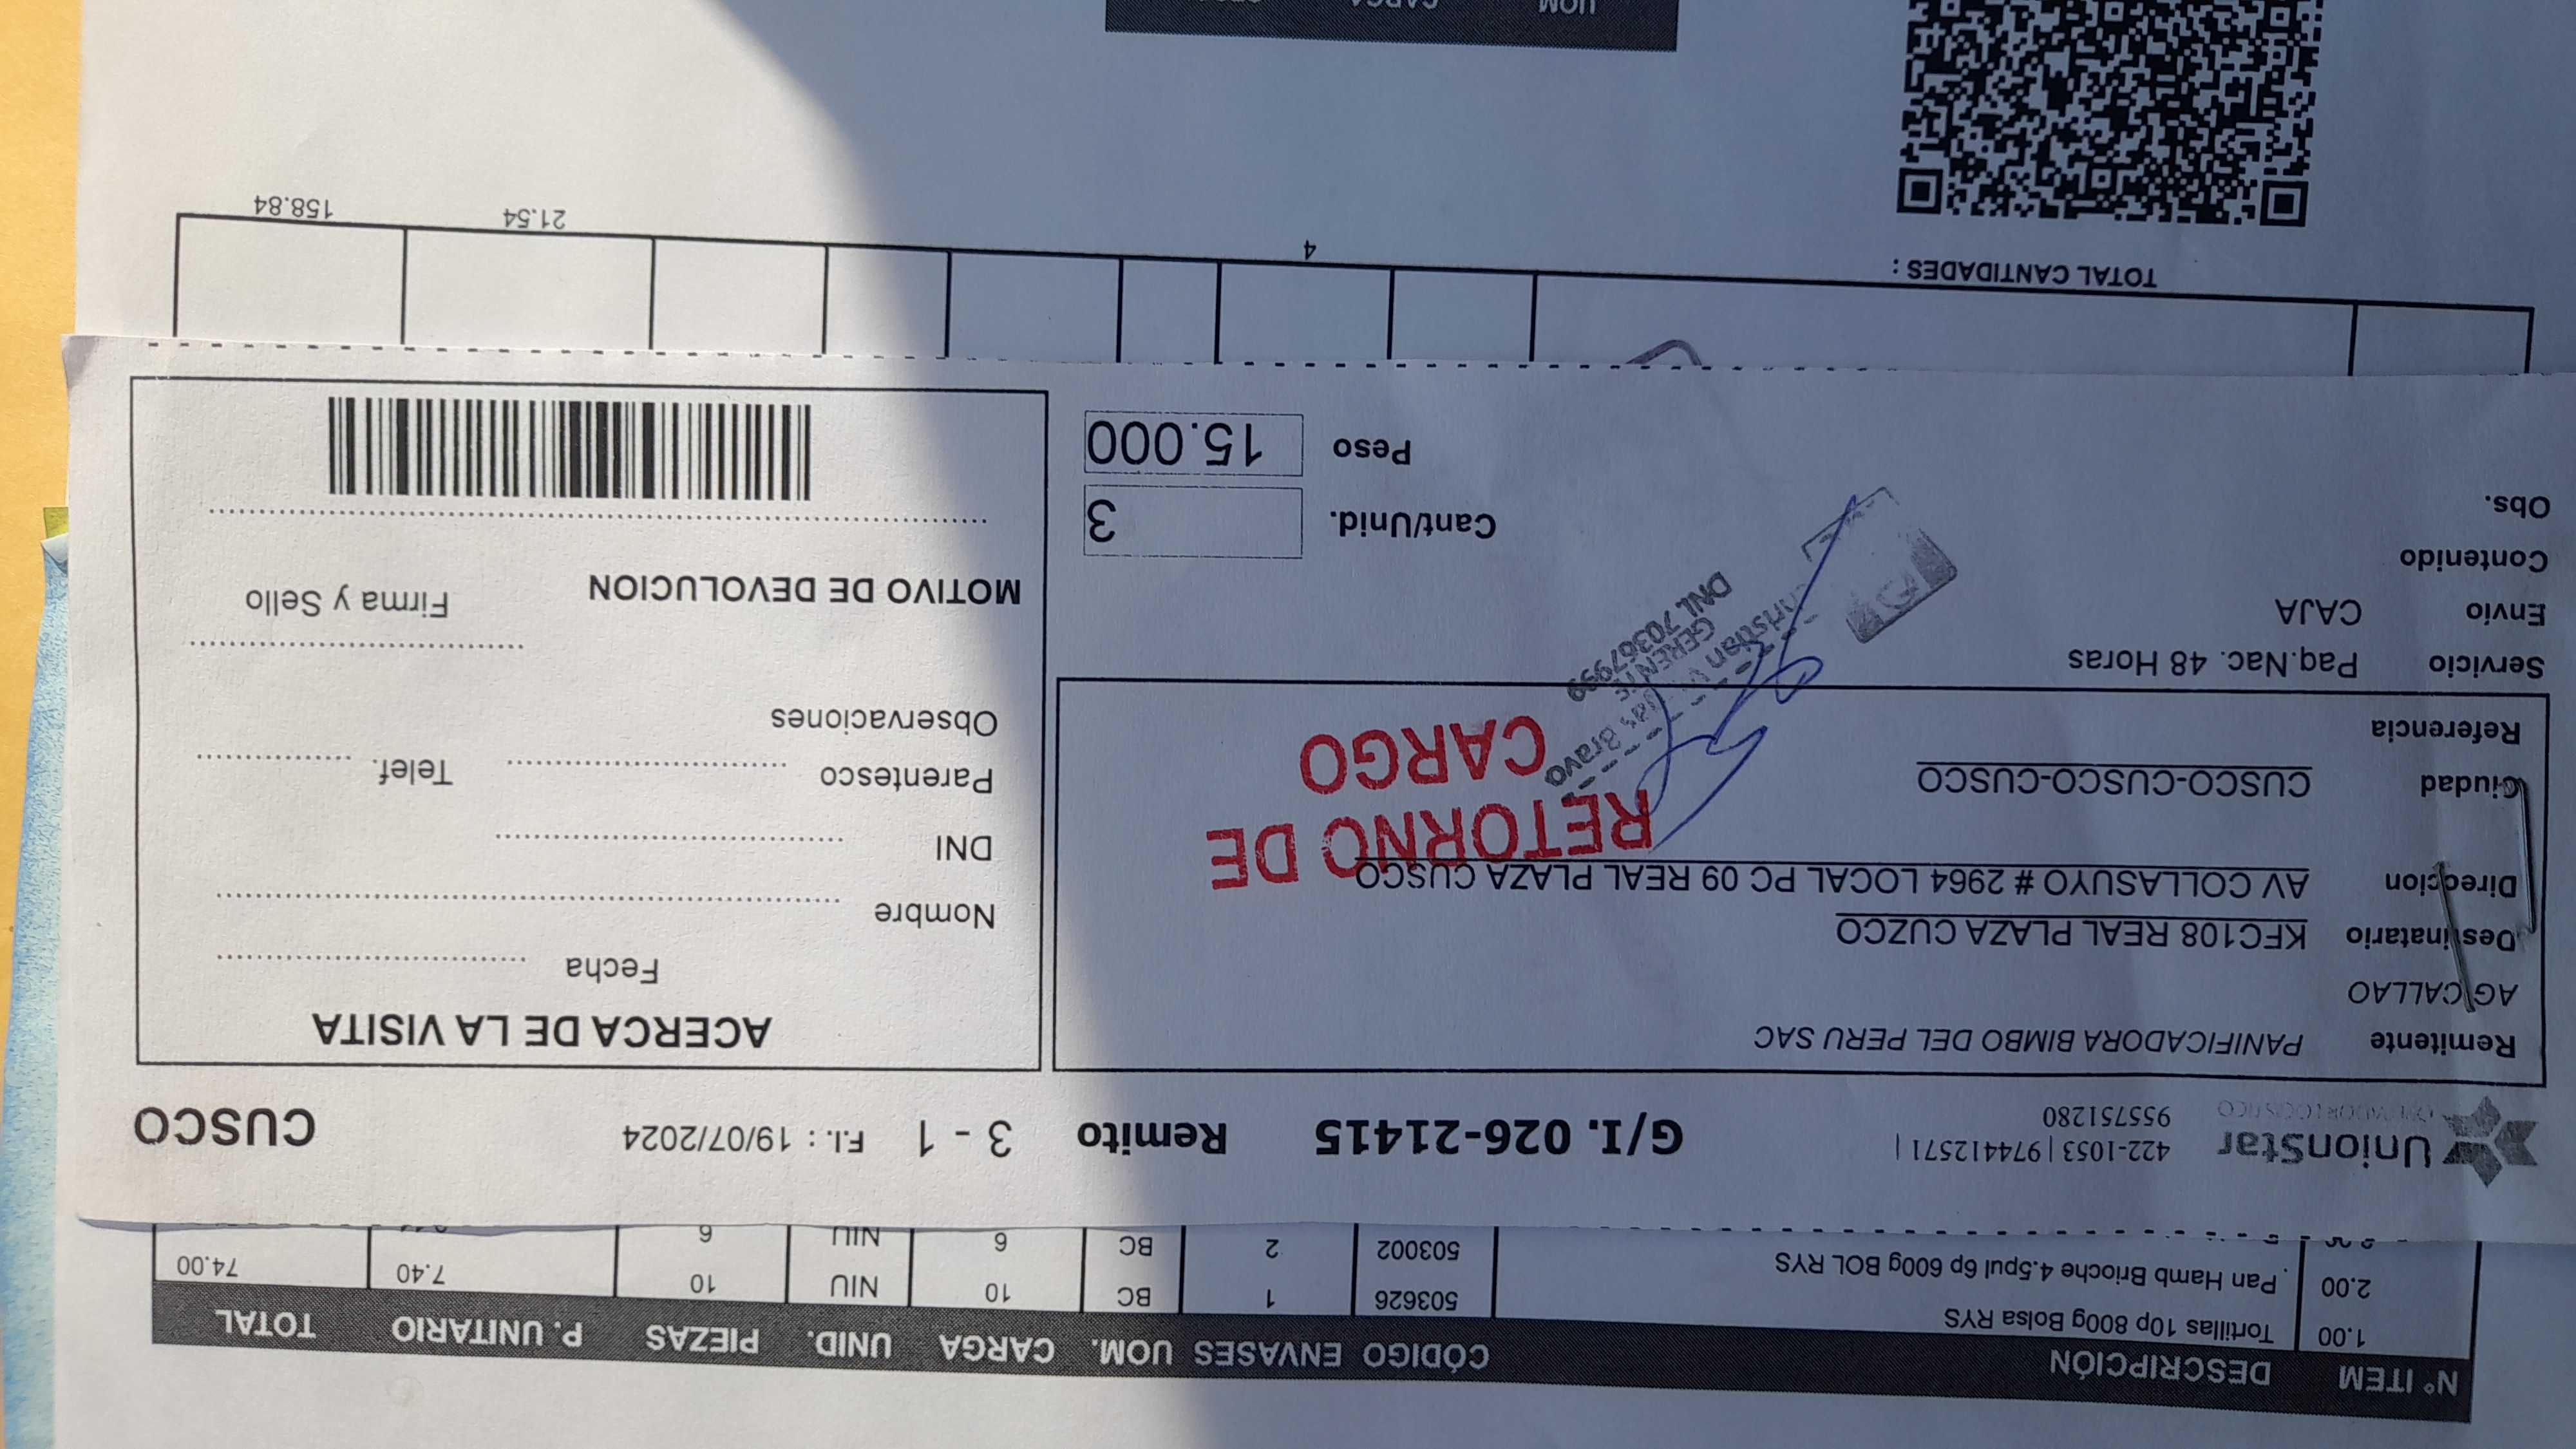 N° ITEM DESCRIPCIÓN CÓDIGO ENVASES UOM. CARGA UNID. PIEZAS P. UNITARIO TOTAL
1.00 Tortillas 10p 800g Bolsa RYS 503626 1 BC 10 NIU 10 7.40 74.00
2.00 Pan Hamb Brioche 4.5pul 6p 600g BOL RYS 503002 2 BC 6 NIU 6
UnionStar
OPERADOR LOGISTICO
422-1053 | 974412571 |
955751280
G/I. 026-21415 Remito 3 - 1 F.I. : 19/07/2024 CUSCO
Remitente PANIFICADORA BIMBO DEL PERU SAC
AG CALLAO
Destinatario KFC108 REAL PLAZA CUZCO
Direccion AV COLLASUYO # 2964 LOCAL PC 09 REAL PLAZA CUSCO
Ciudad CUSCO-CUSCO-CUSCO
Referencia
RETORNO DE
CARGO
Servicio Paq.Nac. 48 Horas
Envio CAJA
Contenido
Obs.
Bravo
GERENTE
DNI. 70367999
Cant/Unid. 3
Peso 15.000
ACERCA DE LA VISITA
Fecha
Nombre
DNI
Parentesco Telef.
Observaciones
MOTIVO DE DEVOLUCION Firma y Sello
TOTAL CANTIDADES : 4 21.54 158.84
UOM CARGA